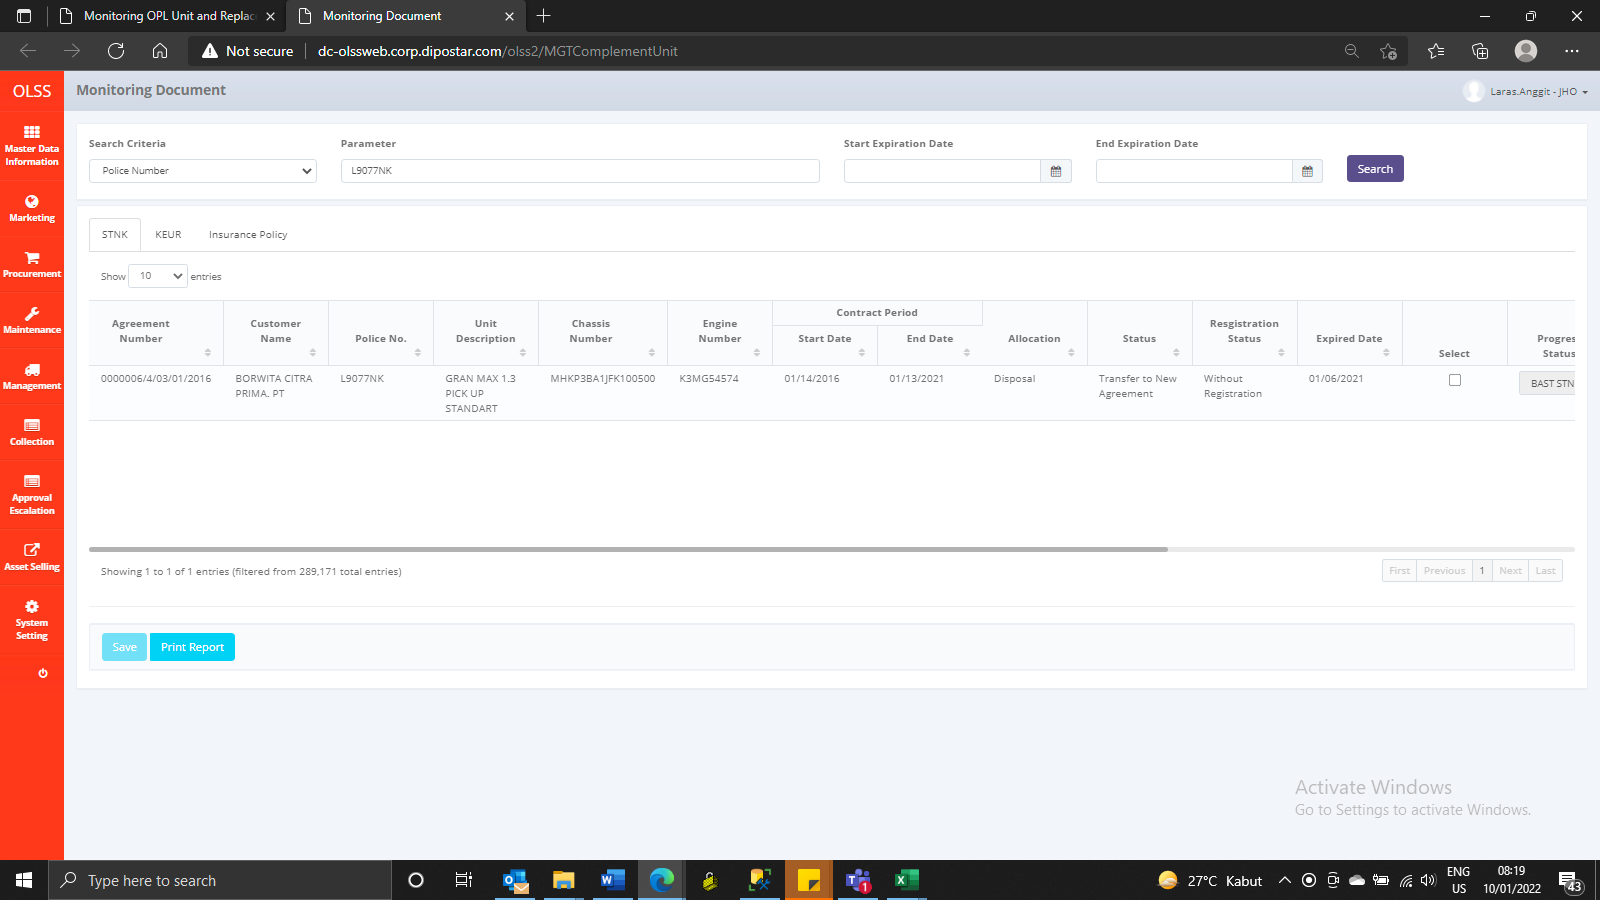 Monitoring OPL Unit and Replac
Monitoring Document
Not secure
dc-olssweb.corp.dipostar.com/olss2/MGTComplementUnit
OLSS
Monitoring Document
Laras.Anggit - JHO
Master Data
Information
Marketing
Procurement
Maintenance
Management
Collection
Approval
Escalation
Asset Selling
System
Setting
Search Criteria
Parameter
Start Expiration Date
End Expiration Date
Police Number
L9077NK
Search
STNK
KEUR
Insurance Policy
Show 10 entries
Agreement
Number
Customer
Name
Police No.
Unit
Description
Chassis
Number
Engine
Number
Contract Period
Start Date
End Date
Allocation
Status
Resgistration
Status
Expired Date
Select
Progres
Status
0000006/4/03/01/2016
BORWITA CITRA
PRIMA. PT
L9077NK
GRAN MAX 1.3
PICK UP
STANDART
MHKP3BA1JFK100500
K3MG54574
01/14/2016
01/13/2021
Disposal
Transfer to New
Agreement
Without
Registration
01/06/2021
BAST STN
Showing 1 to 1 of 1 entries (filtered from 289,171 total entries)
First
Previous
1
Next
Last
Save
Print Report
Activate Windows
Go to Settings to activate Windows.
Type here to search
1
27°C Kabut
ENG
US
08:19
10/01/2022
43